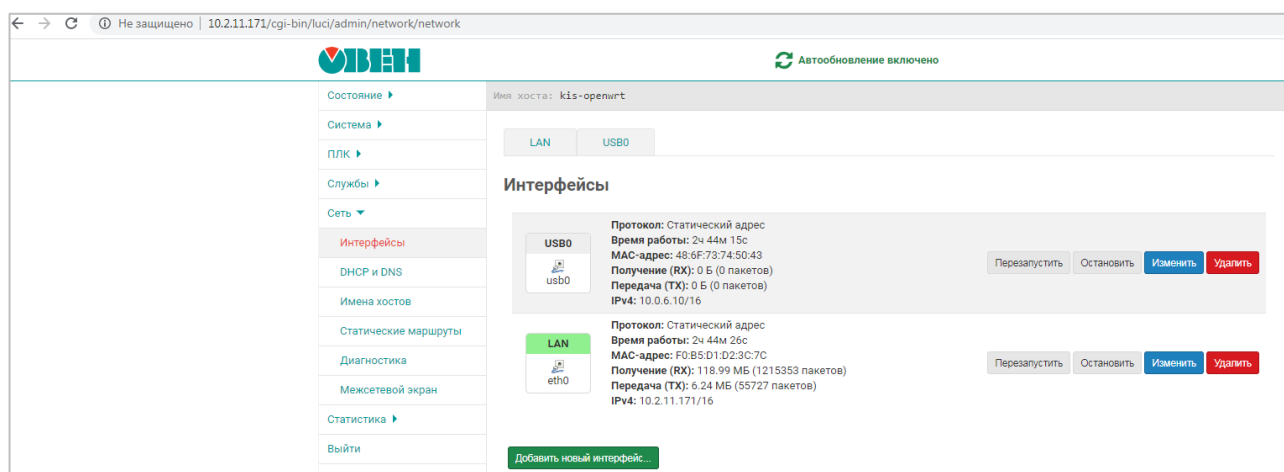 Не защищено | 10.2.11.171/cgi-bin/luci/admin/network/network
ОВЕН
Автообновление включено
Состояние
Система
ПЛК
Службы
Сеть
Интерфейсы
DHCP и DNS
Имена хостов
Статические маршруты
Диагностика
Межсетевой экран
Статистика
Выйти
Имя хоста: kis-openwrt
LAN USB0
Интерфейсы
USB0
usb0
Протокол: Статический адрес
Время работы: 2ч 44м 15с
MAC-адрес: 48:6F:73:74:50:43
Получение (RX): 0 Б (0 пакетов)
Передача (TX): 0 Б (0 пакетов)
IPv4: 10.0.6.10/16
Перезапустить Остановить Изменить Удалить
LAN
eth0
Протокол: Статический адрес
Время работы: 2ч 44м 26с
MAC-адрес: F0:B5:D1:D2:3C:7C
Получение (RX): 118.99 МБ (1215353 пакетов)
Передача (TX): 6.24 МБ (55727 пакетов)
IPv4: 10.2.11.171/16
Перезапустить Остановить Изменить Удалить
Добавить новый интерфейс...